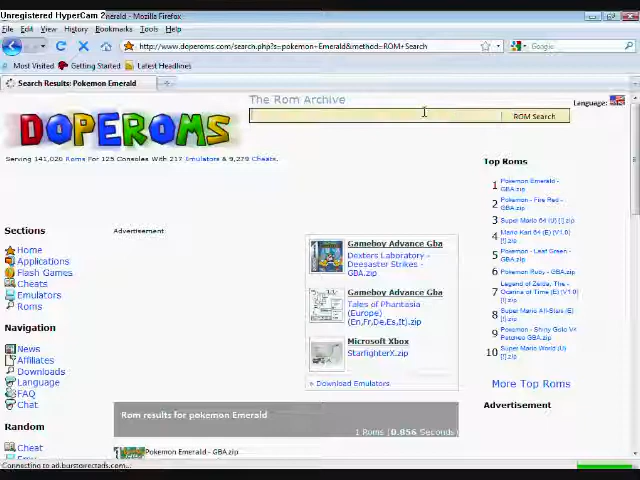 Unregistered HyperCam 2
merald - Mozilla Firefox
File Edit View History Bookmarks Tools Help
http://www.doperoms.com/search.php?s=pokemon+Emerald&method=ROM+Search
Google
Most Visited Getting Started Latest Headlines
Search Results: Pokemon Emerald
The Rom Archive
Language:
DOPEROMS
ROM Search
Serving 141,026 Roms For 125 Consoles With 217 Emulators & 9,279 Cheats.
Sections
Home
Applications
Flash Games
Cheats
Emulators
Roms
Navigation
News
Affiliates
Downloads
Language
FAQ
Chat
Random
Cheat
Advertisement
Gameboy Advance Gba
Dexters Laboratory -
Deesaster Strikes -
GBA.zip
Gameboy Advance Gba
Tales of Phantasia
(Europe)
(En,Fr,De,Es,It).zip
Microsoft Xbox
StarfighterX.zip
» Download Emulators
Rom results for pokemon Emerald
1 Roms (0.856 Seconds)
Pokemon Emerald - GBA.zip
Top Roms
1 Pokemon Emerald -
GBA.zip
2 Pokemon - Fire Red -
GBA.zip
3 Super Mario 64 (U) [!].zip
4 Mario Kart 64 (E) (V1.0)
[!].zip
5 Pokemon - Leaf Green -
GBA.zip
6 Pokemon Ruby - GBA.zip
7 Legend of Zelda, The -
Ocarina of Time (E) (V1.0)
[!].zip
8 Super Mario All-Stars (E)
[!].zip
9 Pokemon - Shiny Gold V4
Patched GBA.zip
10 Super Mario World (U)
[!].zip
More Top Roms
Advertisement
Connecting to ad.burstdirectads.com...